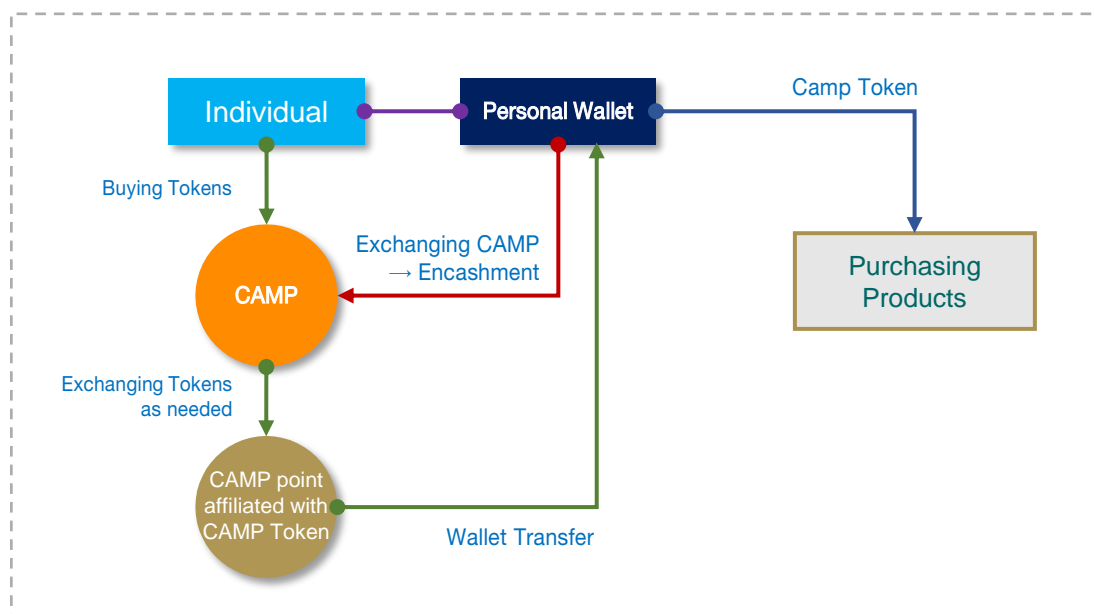 Individual
Personal Wallet
Camp Token
Buying Tokens
Exchanging CAMP
→ Encashment
CAMP
Purchasing
Products
Exchanging Tokens
as needed
CAMP point
affiliated with
CAMP Token
Wallet Transfer